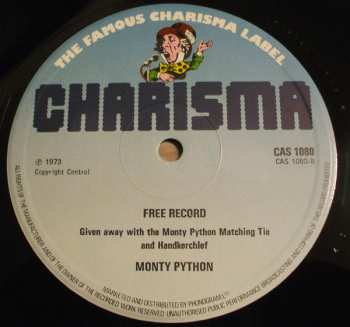 THE FAMOUS CHARISMA LABEL
CHARISMA
CAS 1080
℗ 1973
CAS 1080-B
Copyright Control
FREE RECORD
Given away with the Monty Python Matching Tie
and Handkerchief
MONTY PYTHON
MARKETED AND DISTRIBUTED BY PHONOGRAM
ALL RIGHTS OF THE MANUFACTURER AND OF THE OWNER OF THE RECORDED WORK RESERVED UNAUTHORISED PUBLIC PERFORMANCE BROADCASTING AND COPYING OF THIS RECORD PROHIBITED